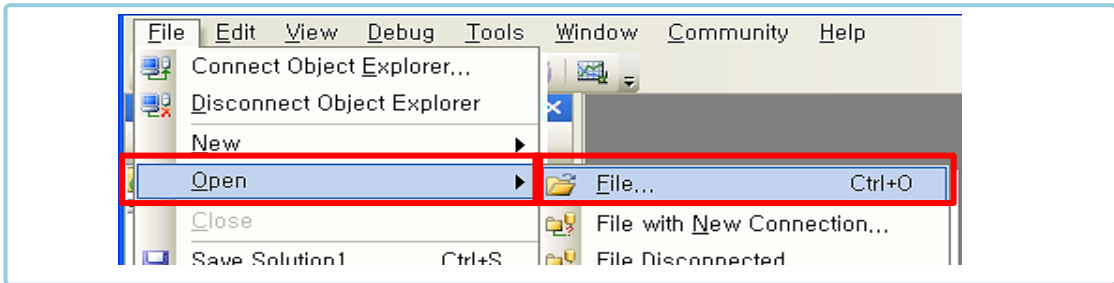 File Edit View Debug Tools Window Community Help
Connect Object Explorer...
Disconnect Object Explorer
New
Open
File... Ctrl+O
Close
File with New Connection...
Save Solution1 Ctrl+S
File Disconnected